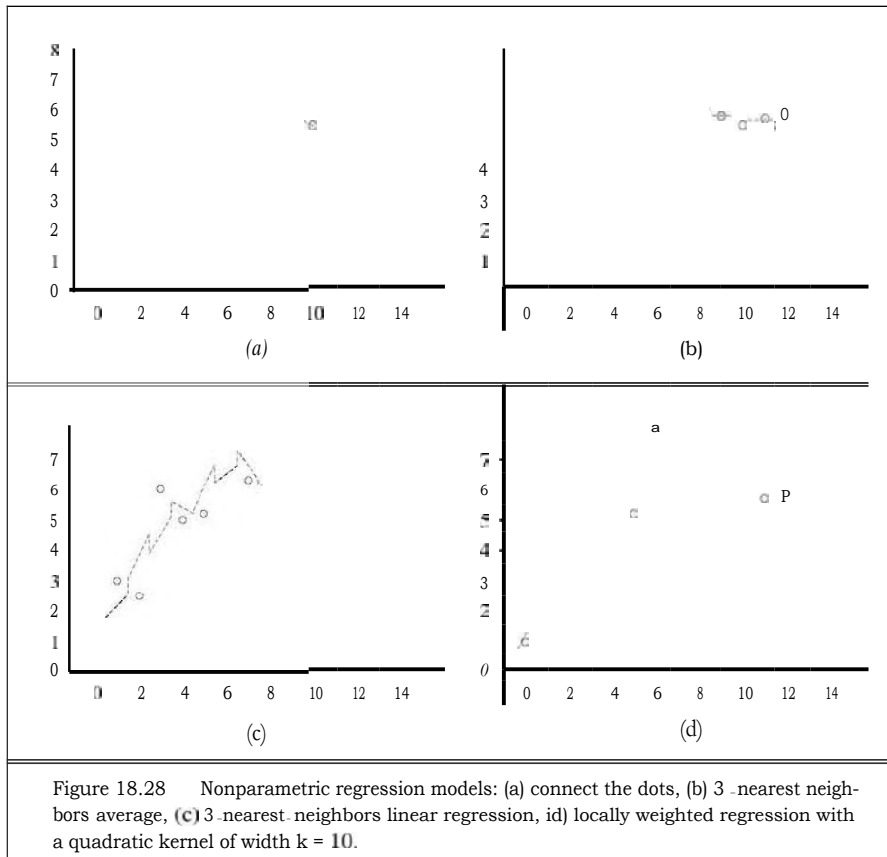 8
7
6
5
4
3
2
1
0
0 2 4 6 8 10 12 14
(a)
0
4
3
2
1
0 2 4 6 8 10 12 14
(b)
7
6
5
4
3
2
1
0
0 2 4 6 8 10 12 14
(c)
a
7
6 P
5
4
3
2
0
0 2 4 6 8 10 12 14
(d)
Figure 18.28 Nonparametric regression models: (a) connect the dots, (b) 3 -nearest neigh-
bors average, (c) 3-nearest-neighbors linear regression, id) locally weighted regression with
a quadratic kernel of width k = 10.